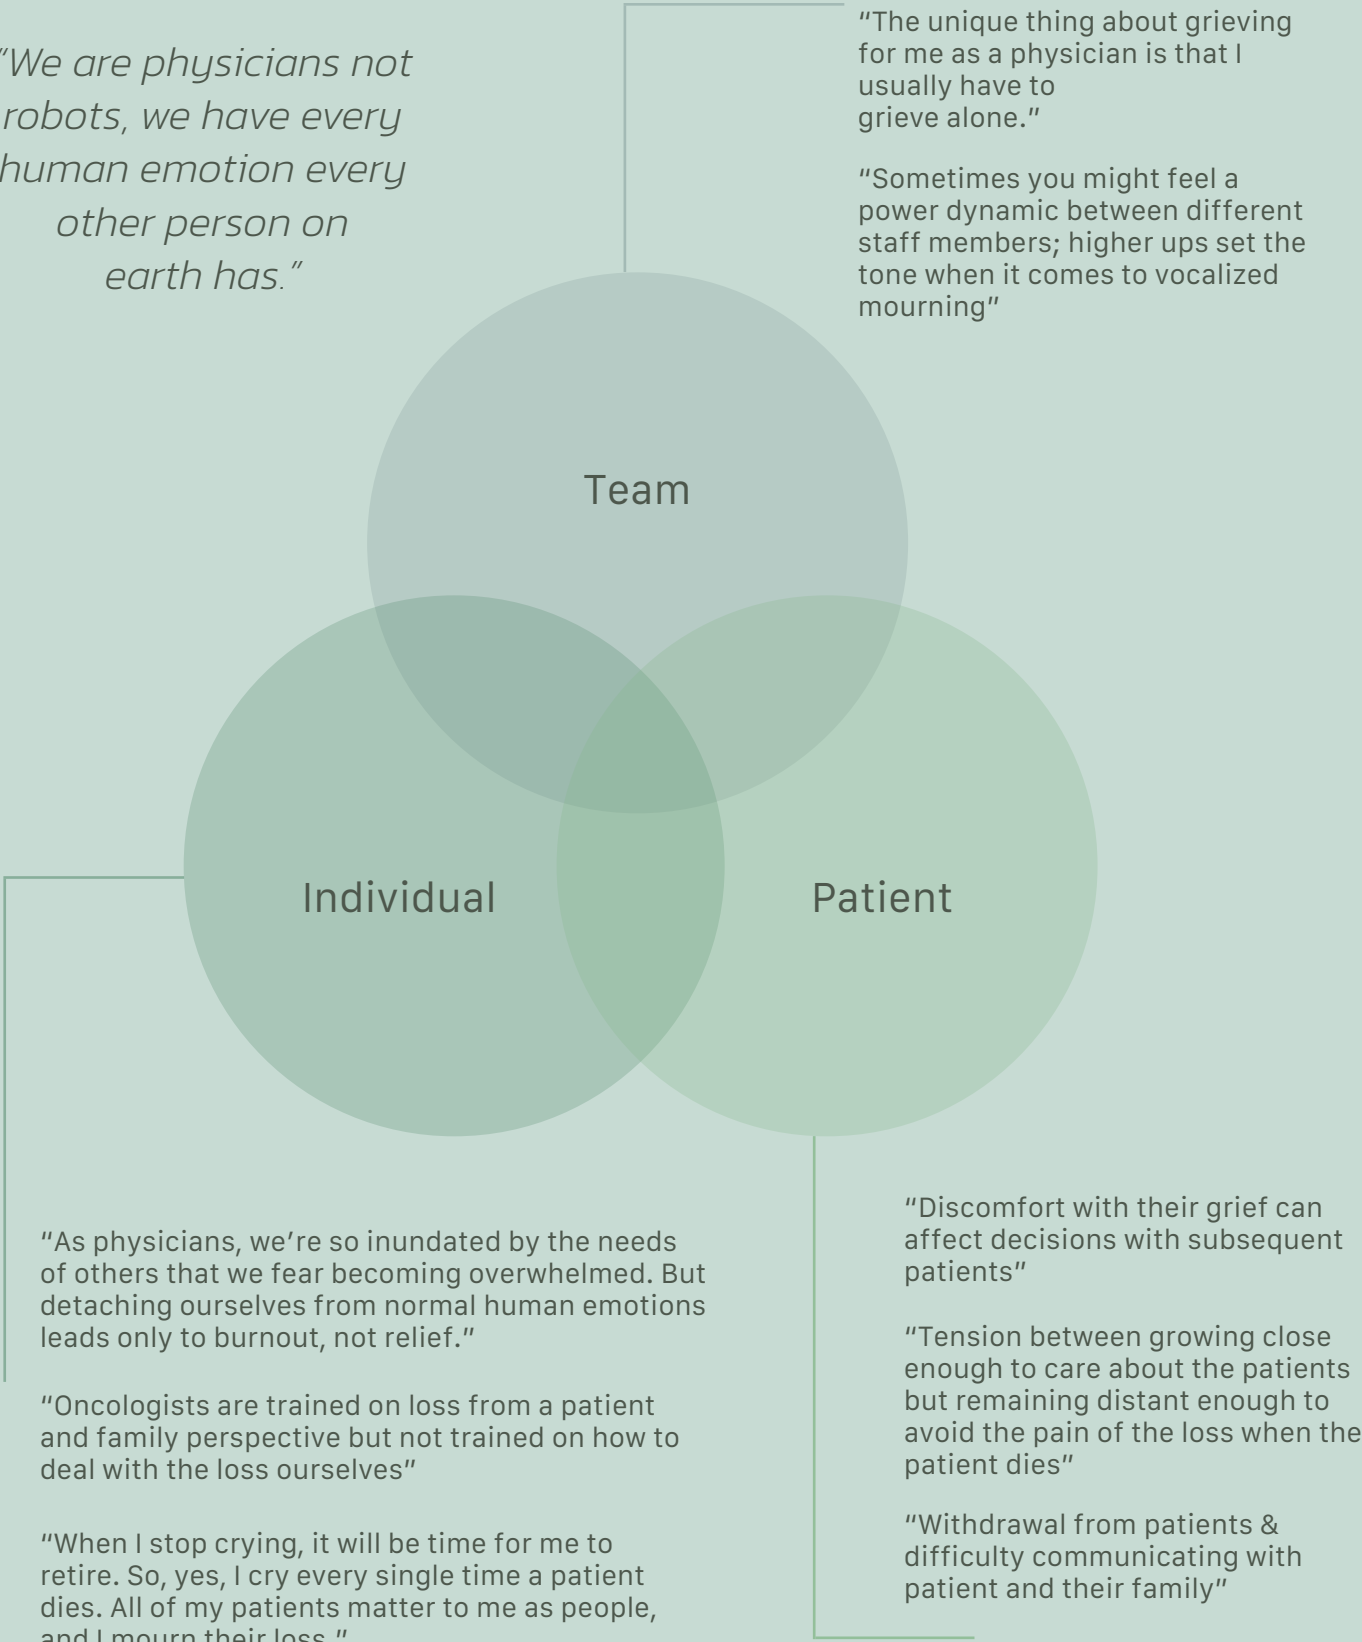 “We are physicians not
robots, we have every
human emotion every
other person on
earth has.”
“The unique thing about grieving
for me as a physician is that I
usually have to
grieve alone.”
“Sometimes you might feel a
power dynamic between different
staff members; higher ups set the
tone when it comes to vocalized
mourning”
Team
Individual
Patient
“As physicians, we’re so inundated by the needs
of others that we fear becoming overwhelmed. But
detaching ourselves from normal human emotions
leads only to burnout, not relief.”
“Oncologists are trained on loss from a patient
and family perspective but not trained on how to
deal with the loss ourselves”
“When I stop crying, it will be time for me to
retire. So, yes, I cry every single time a patient
dies. All of my patients matter to me as people,
and I mourn their loss.”
“Discomfort with their grief can
affect decisions with subsequent
patients”
“Tension between growing close
enough to care about the patients
but remaining distant enough to
avoid the pain of the loss when the
patient dies”
“Withdrawal from patients &
difficulty communicating with
patient and their family”